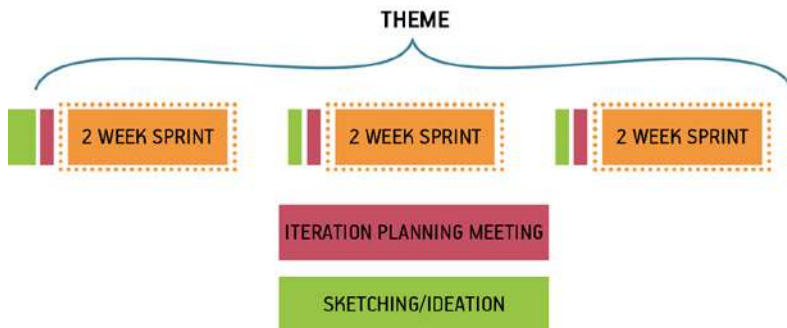 THEME
2 WEEK SPRINT
2 WEEK SPRINT
2 WEEK SPRINT
ITERATION PLANNING MEETING
SKETCHING/IDEATION